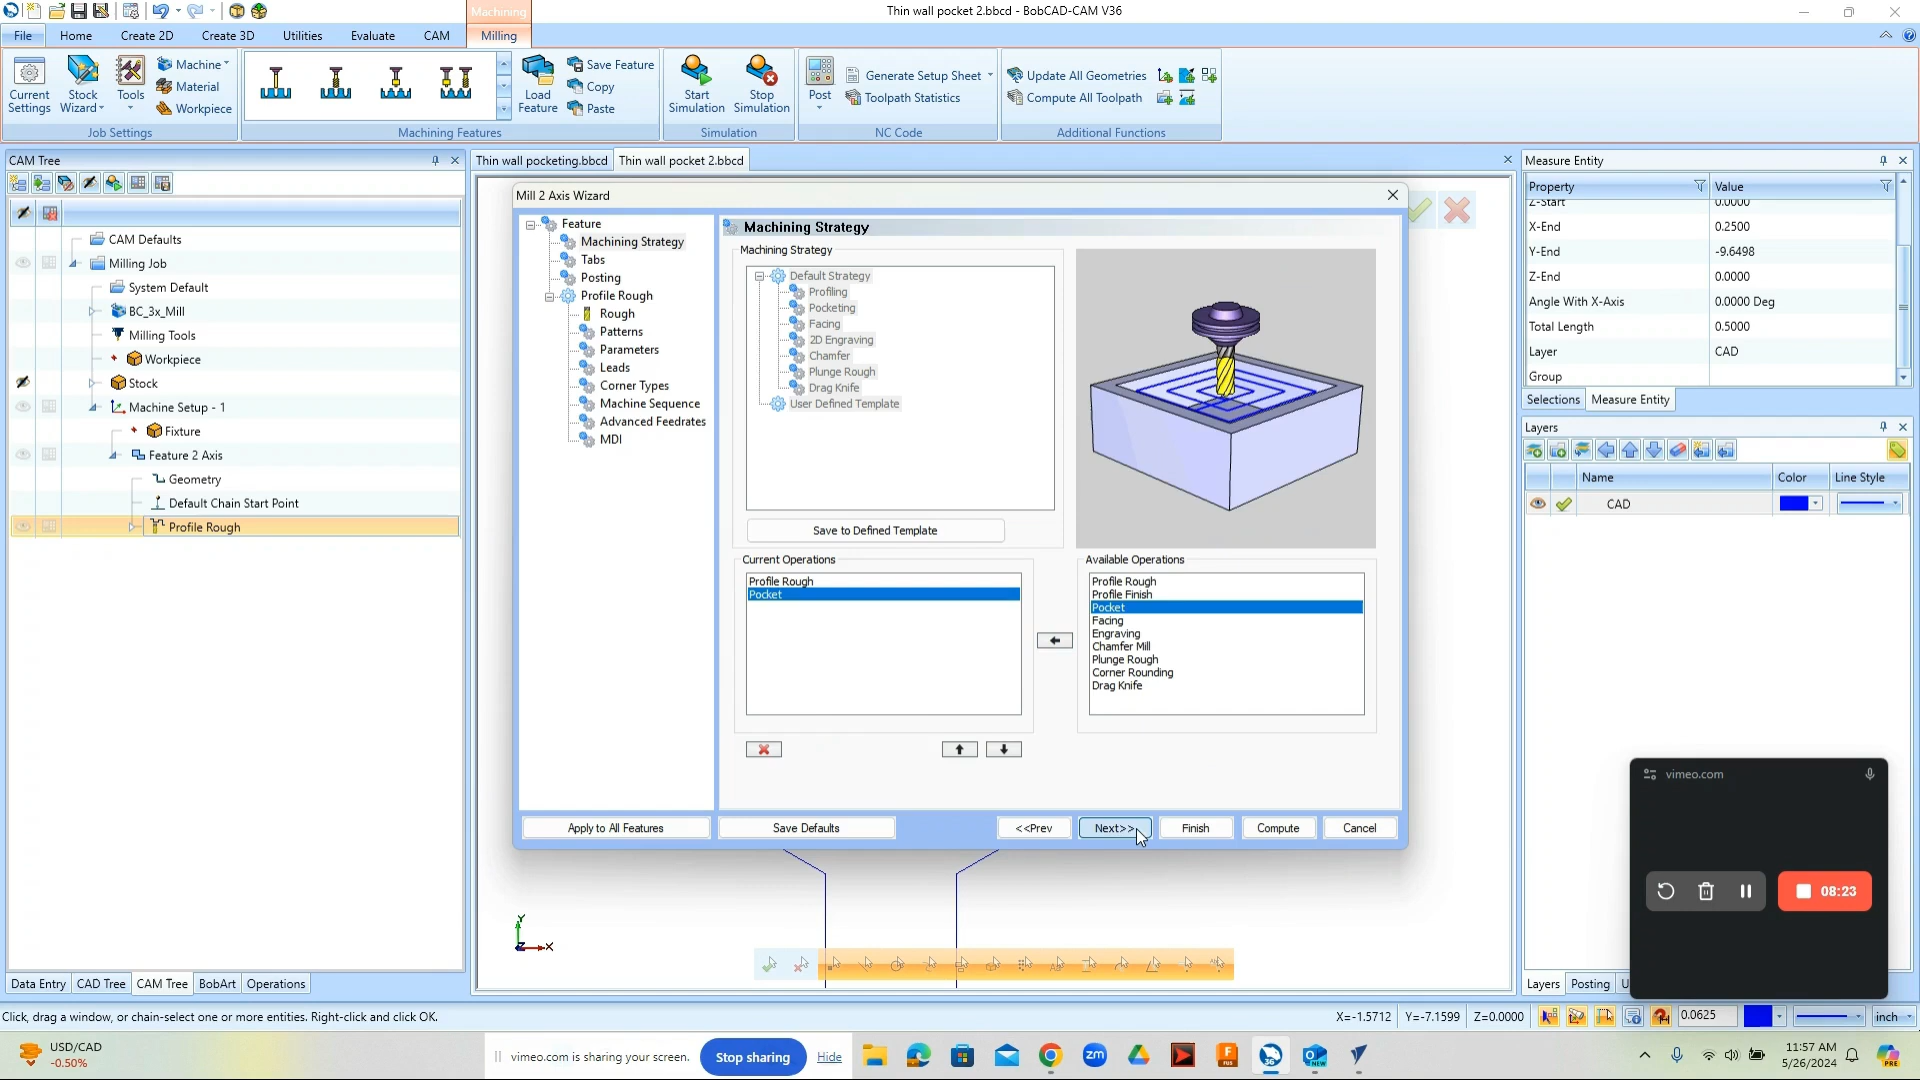 Thin wall pocket 2.bbcd - BobCAD-CAM V36
Machining
File
Home
Create 2D
Create 3D
Utilities
Evaluate
CAM
Milling
Current Settings
Stock Wizard
Tools
Machine
Material
Workpiece
Job Settings
Load Feature
Save Feature
Copy
Paste
Machining Features
Start Simulation
Stop Simulation
Simulation
Post
Generate Setup Sheet
Toolpath Statistics
NC Code
Update All Geometries
Compute All Toolpath
Additional Functions
CAM Tree
CAM Defaults
Milling Job
System Default
BC_3x_Mill
Milling Tools
Workpiece
Stock
Machine Setup - 1
Fixture
Feature 2 Axis
Geometry
Default Chain Start Point
Profile Rough
Data Entry
CAD Tree
CAM Tree
BobArt
Operations
Thin wall pocketing.bbcd
Thin wall pocket 2.bbcd
Mill 2 Axis Wizard
Feature
Machining Strategy
Tabs
Posting
Profile Rough
Rough
Patterns
Parameters
Leads
Corner Types
Machine Sequence
Advanced Feedrates
MDI
Machining Strategy
Machining Strategy
Default Strategy
Profiling
Pocketing
Facing
2D Engraving
Chamfer
Plunge Rough
Drag Knife
User Defined Template
Save to Defined Template
Current Operations
Profile Rough
Pocket
Available Operations
Profile Rough
Profile Finish
Pocket
Facing
Engraving
Chamfer Mill
Plunge Rough
Corner Rounding
Drag Knife
Apply to All Features
Save Defaults
<<Prev
Next>>
Finish
Compute
Cancel
Y
X
Z
Measure Entity
Property Value
Z-Start 0.0000
X-End 0.2500
Y-End -9.6498
Z-End 0.0000
Angle With X-Axis 0.0000 Deg
Total Length 0.5000
Layer CAD
Group
Selections
Measure Entity
Layers
Name Color Line Style
CAD
vimeo.com
08:23
Layers
Posting
Click, drag a window, or chain-select one or more entities. Right-click and click OK.
X=-1.5712 Y=-7.1599 Z=0.0000
0.0625
inch
USD/CAD
-0.50%
vimeo.com is sharing your screen.
Stop sharing
Hide
zm
11:57 AM
5/26/2024